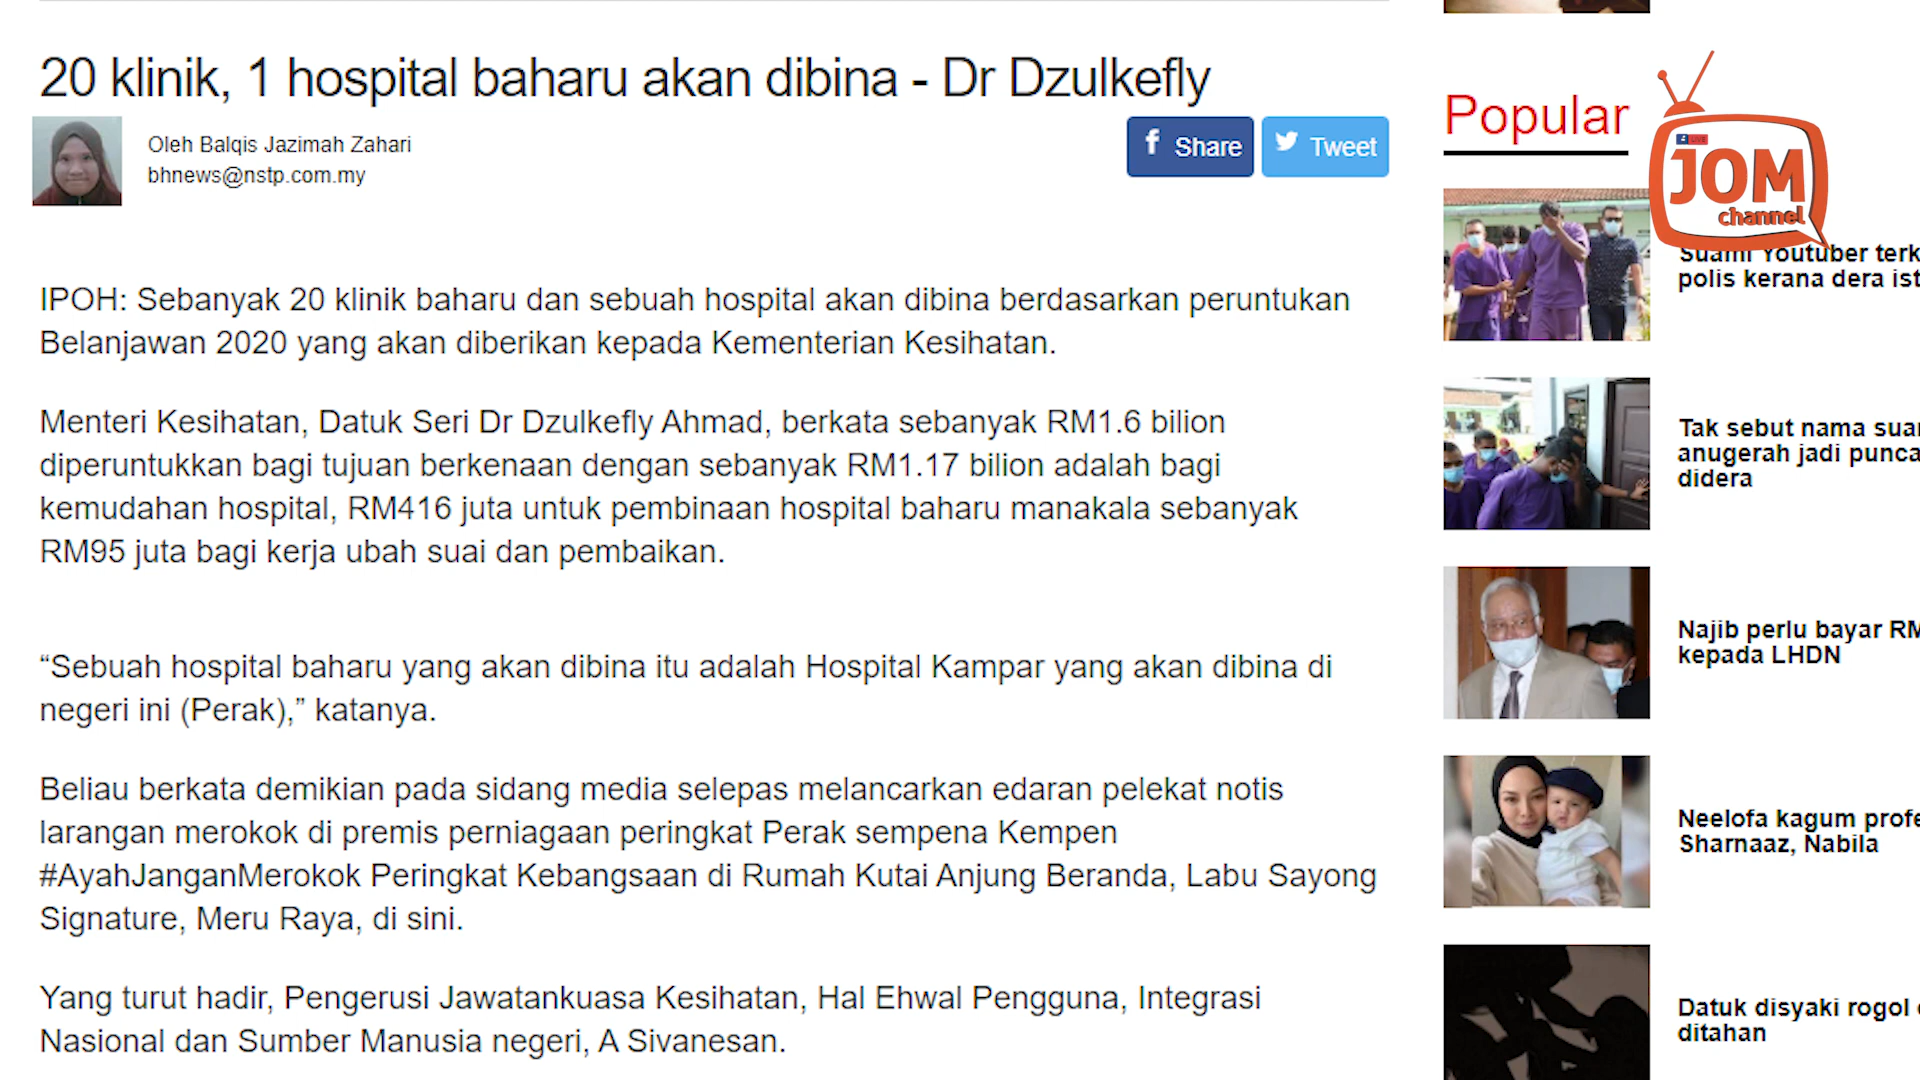 20 klinik, 1 hospital baharu akan dibina - Dr Dzulkefly
Oleh Balqis Jazimah Zahari
bhnews@nstp.com.my
Share
Tweet
IPOH: Sebanyak 20 klinik baharu dan sebuah hospital akan dibina berdasarkan peruntukan
Belanjawan 2020 yang akan diberikan kepada Kementerian Kesihatan.
Menteri Kesihatan, Datuk Seri Dr Dzulkefly Ahmad, berkata sebanyak RM1.6 bilion
diperuntukkan bagi tujuan berkenaan dengan sebanyak RM1.17 bilion adalah bagi
kemudahan hospital, RM416 juta untuk pembinaan hospital baharu manakala sebanyak
RM95 juta bagi kerja ubah suai dan pembaikan.
“Sebuah hospital baharu yang akan dibina itu adalah Hospital Kampar yang akan dibina di
negeri ini (Perak),” katanya.
Beliau berkata demikian pada sidang media selepas melancarkan edaran pelekat notis
larangan merokok di premis perniagaan peringkat Perak sempena Kempen
#AyahJanganMerokok Peringkat Kebangsaan di Rumah Kutai Anjung Beranda, Labu Sayong
Signature, Meru Raya, di sini.
Yang turut hadir, Pengerusi Jawatankuasa Kesihatan, Hal Ehwal Pengguna, Integrasi
Nasional dan Sumber Manusia negeri, A Sivanesan.
Popular
JOM
channel
Suami Youtuber terk
polis kerana dera ist
Tak sebut nama suar
anugerah jadi punca
didera
Najib perlu bayar RM
kepada LHDN
Neelofa kagum profe
Sharnaaz, Nabila
Datuk disyaki rogol
ditahan